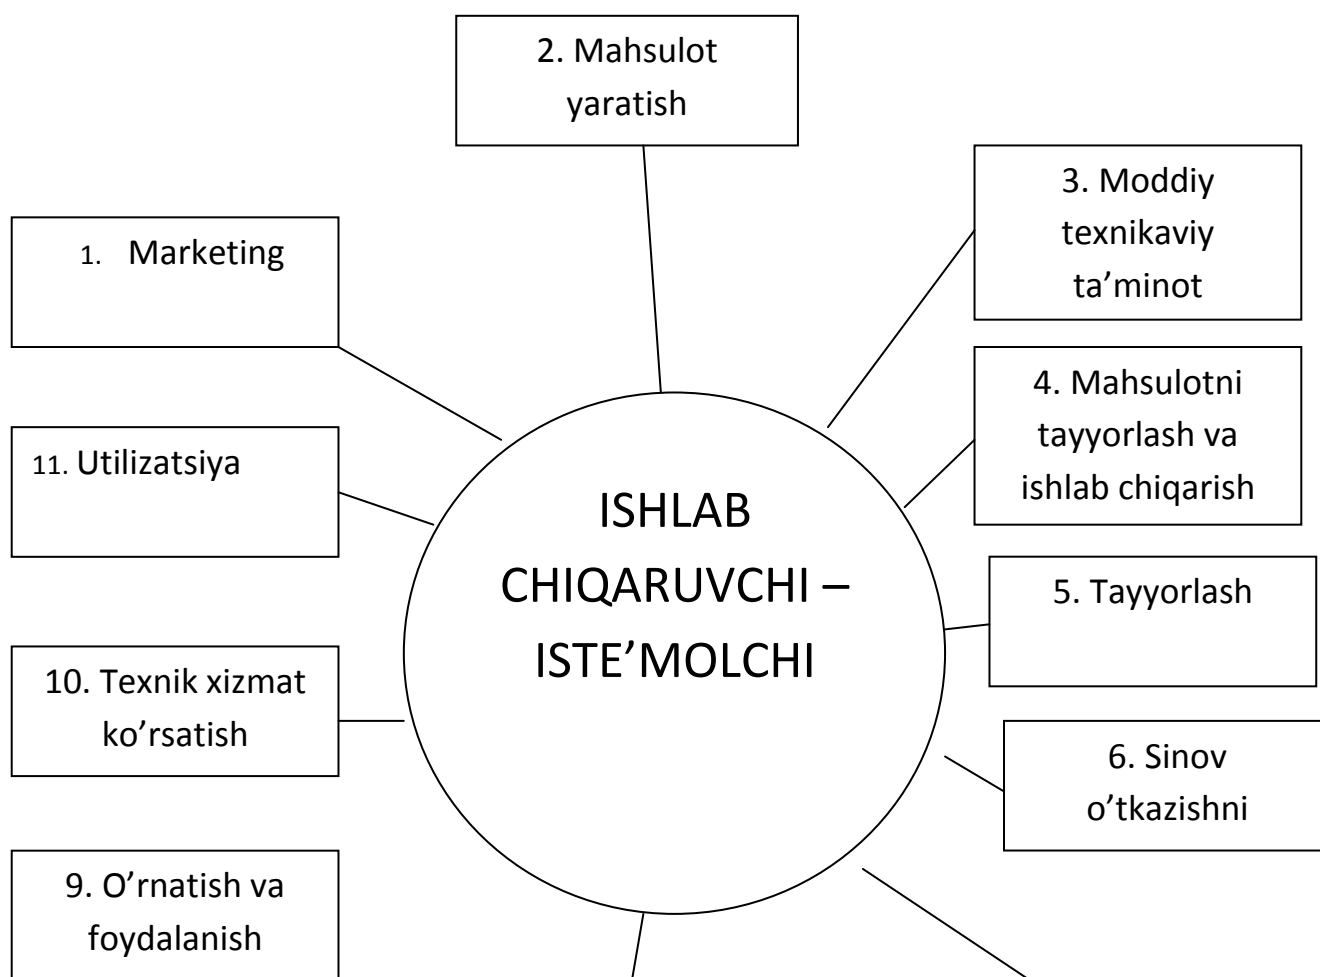 2. Mahsulot
yaratish
3. Moddiy
texnikaviy
ta’minot
1. Marketing
4. Mahsulotni
tayyorlash va
ishlab chiqarish
11. Utilizatsiya
ISHLAB
CHIQARUVCHI –
ISTE’MOLCHI
5. Tayyorlash
10. Texnik xizmat
ko’rsatish
6. Sinov
o’tkazishni
9. O’rnatish va
foydalanish